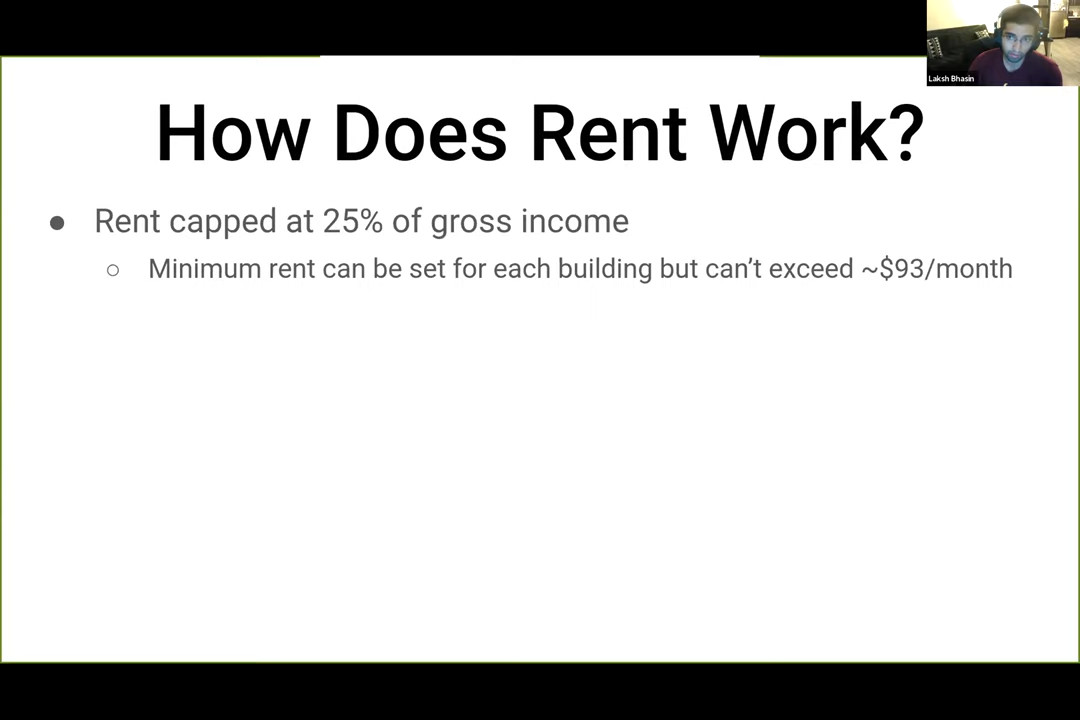 Laksh Bhasin
How Does Rent Work?
● Rent capped at 25% of gross income
○ Minimum rent can be set for each building but can’t exceed ~$93/month